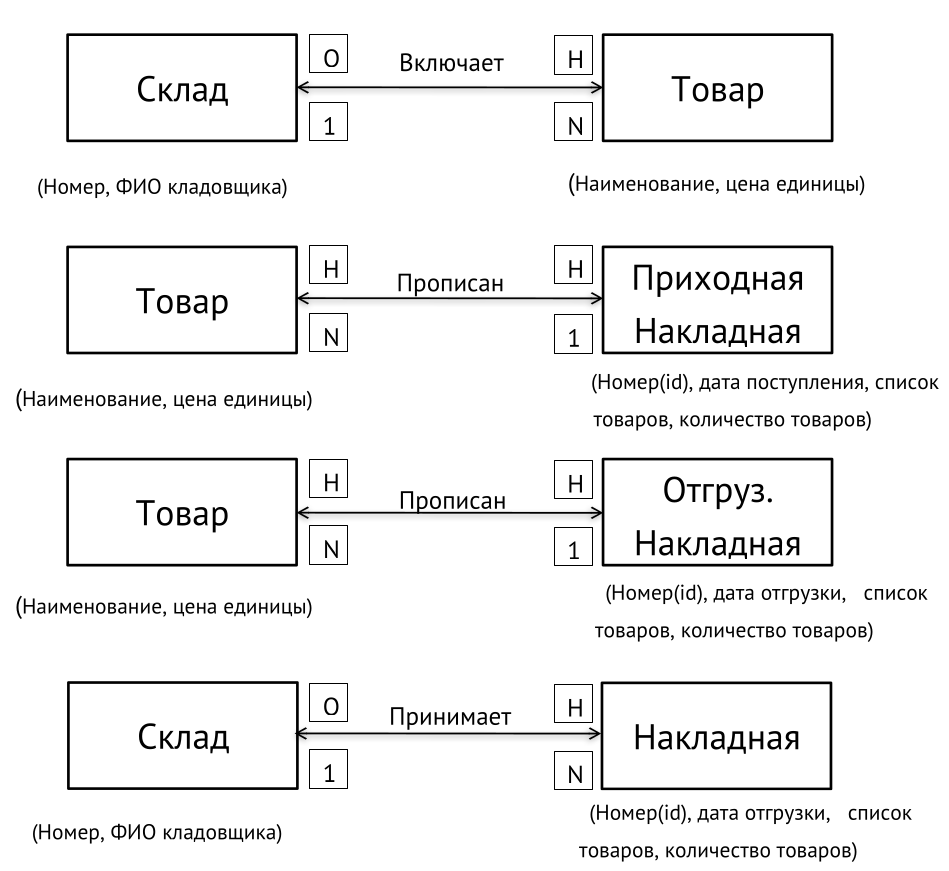 Склад
О
Включает
Н
Товар
1
N
(Номер, ФИО кладовщика)
(Наименование, цена единицы)
Товар
Н
Прописан
Н
Приходная
Накладная
N
1
(Наименование, цена единицы)
(Номер(id), дата поступления, список
товаров, количество товаров)
Товар
Н
Прописан
Н
Отгруз.
Накладная
N
1
(Наименование, цена единицы)
(Номер(id), дата отгрузки, список
товаров, количество товаров)
Склад
О
Принимает
Н
Накладная
1
N
(Номер, ФИО кладовщика)
(Номер(id), дата отгрузки, список
товаров, количество товаров)